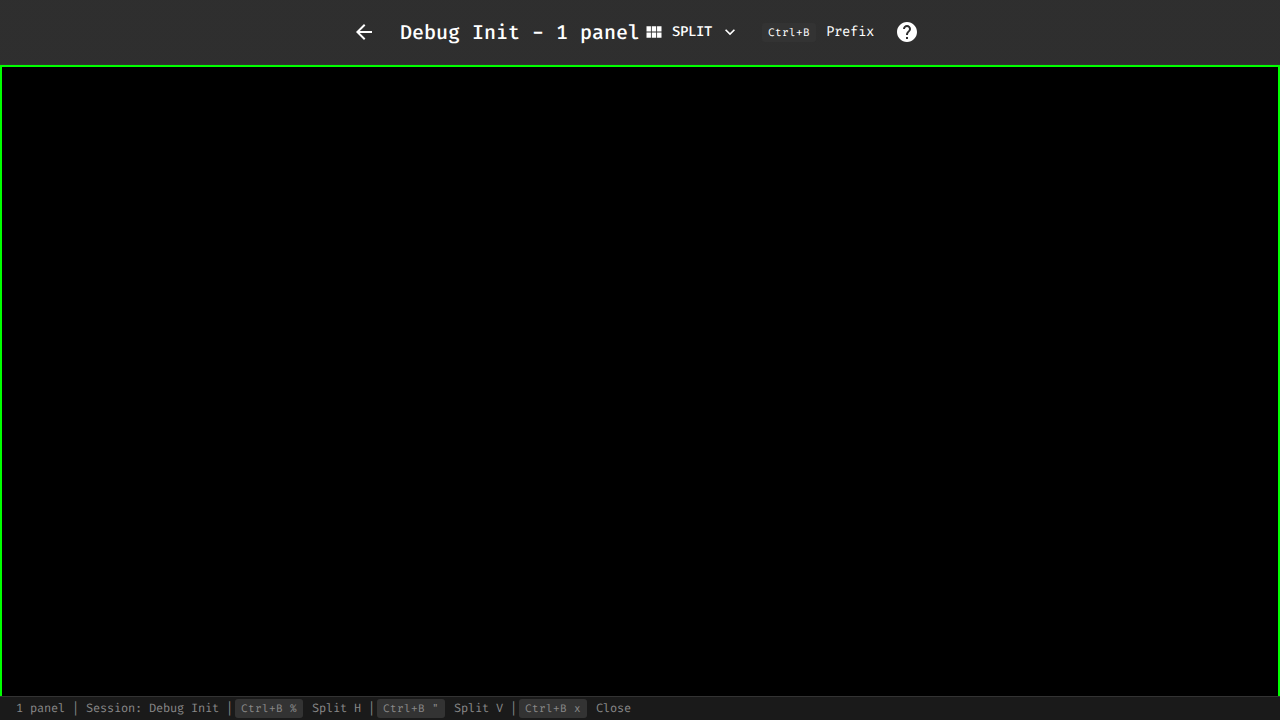 Debug Init - 1 panel SPLIT Ctrl+B Prefix
1 panel | Session: Debug Init | Ctrl+B % Split H | Ctrl+B " Split V | Ctrl+B x Close